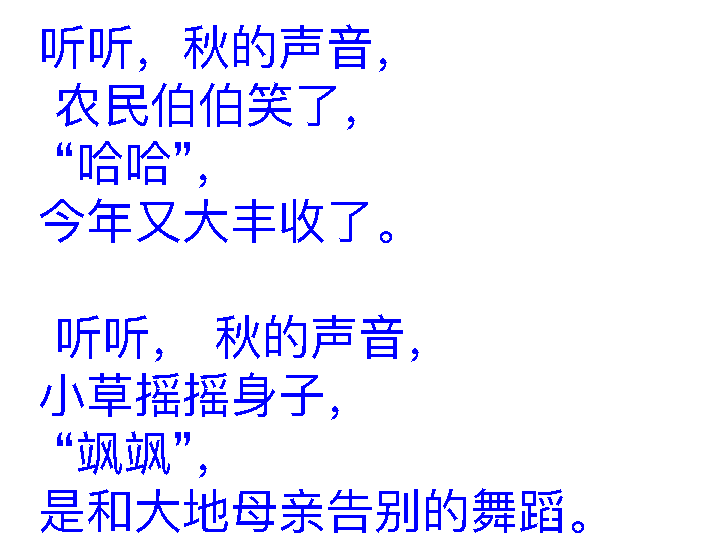 听听，秋的声音，
农民伯伯笑了，
“哈哈”，
今年又大丰收了。
听听， 秋的声音，
小草摇摇身子，
“飒飒”，
是和大地母亲告别的舞蹈。